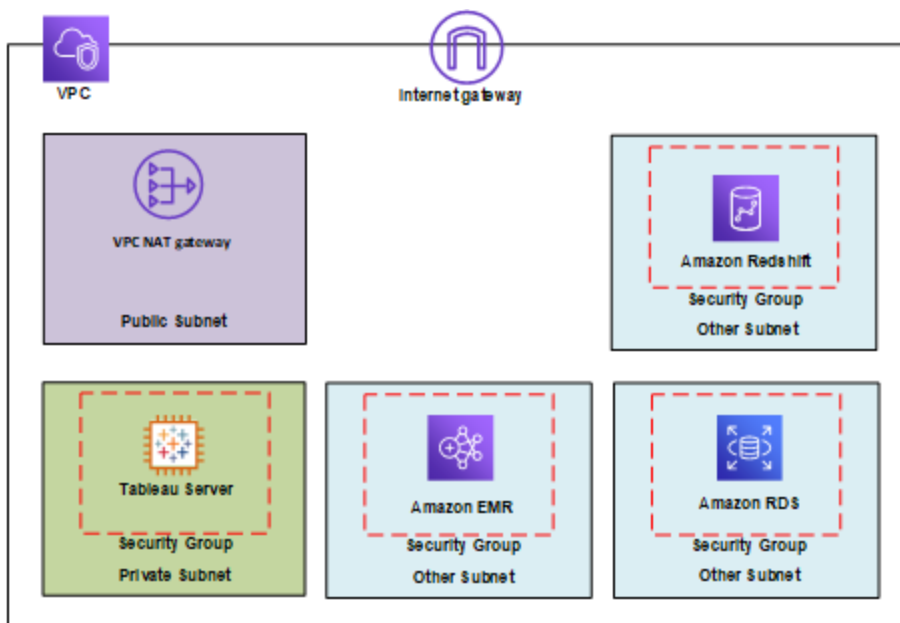 VPC
Internet gateway
VPC NAT gateway
Public Subnet
Amazon Redshift
Security Group
Other Subnet
Tableau Server
Security Group
Private Subnet
Amazon EMR
Security Group
Other Subnet
Amazon RDS
Security Group
Other Subnet